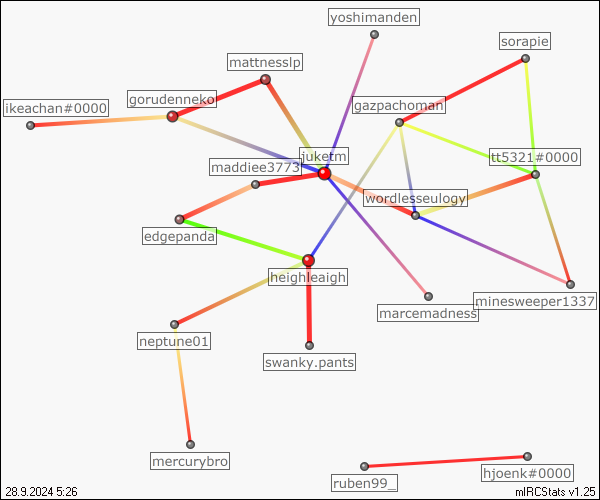 yoshimanden
sorapie
mattnesslp
gorudenneko
gazpachoman
ikeachan#0000
juketm
tt5321#0000
maddiee3773
wordlesseulogy
edgepanda
heighleaigh
minesweeper1337
marcemadness
neptune01
swanky.pants
mercurybro
hjoenk#0000
ruben99_
28.9.2024 5:26
mIRCStats v1.25